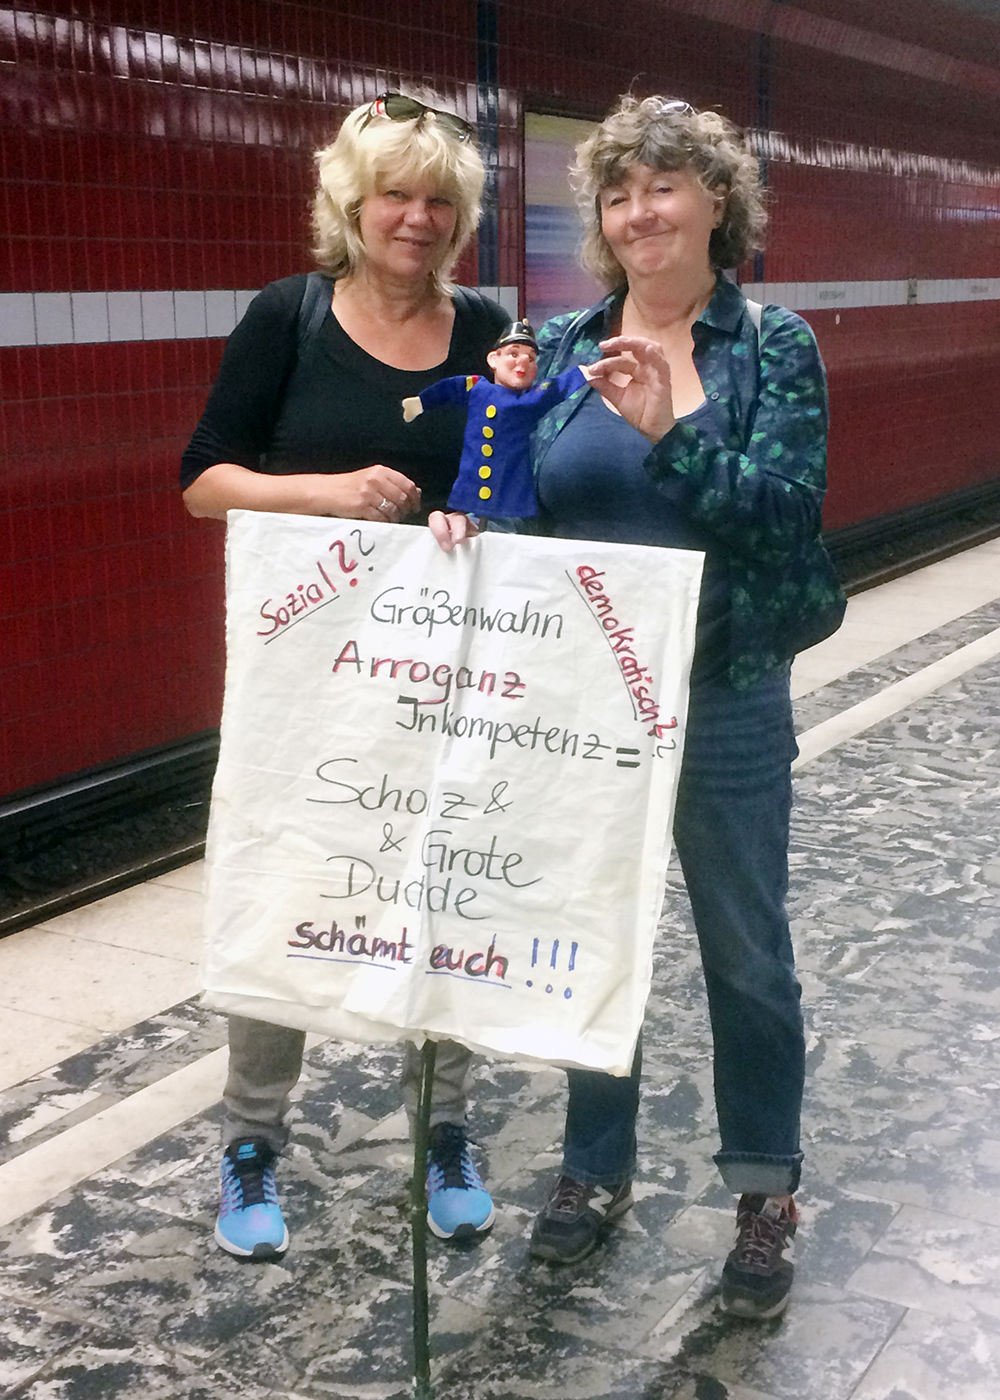 Sozial??
demokratisch??
Größenwahn
Arroganz
Inkompetenz =
Scholz &
& Grote
Dudde
schämt euch !!!